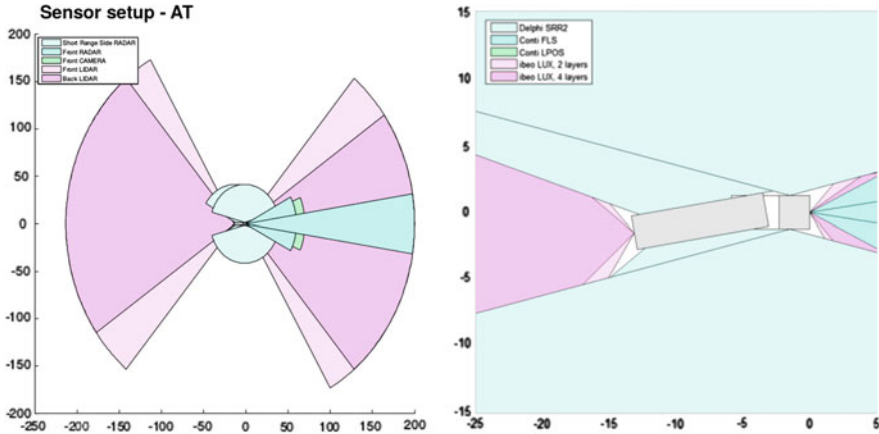 Sensor setup - AT
Short Range Side RADAR
Front RADAR
Front CAMERA
Front LIDAR
Back LIDAR
200
150
100
50
0
-50
-100
-150
-200
-250 -200 -150 -100 -50 0 50 100 150 200
Delphi SRR2
Conti FLS
Conti LPOS
ibeo LUX, 2 layers
ibeo LUX, 4 layers
15
10
5
0
-5
-10
-15
-25 -20 -15 -10 -5 0 5